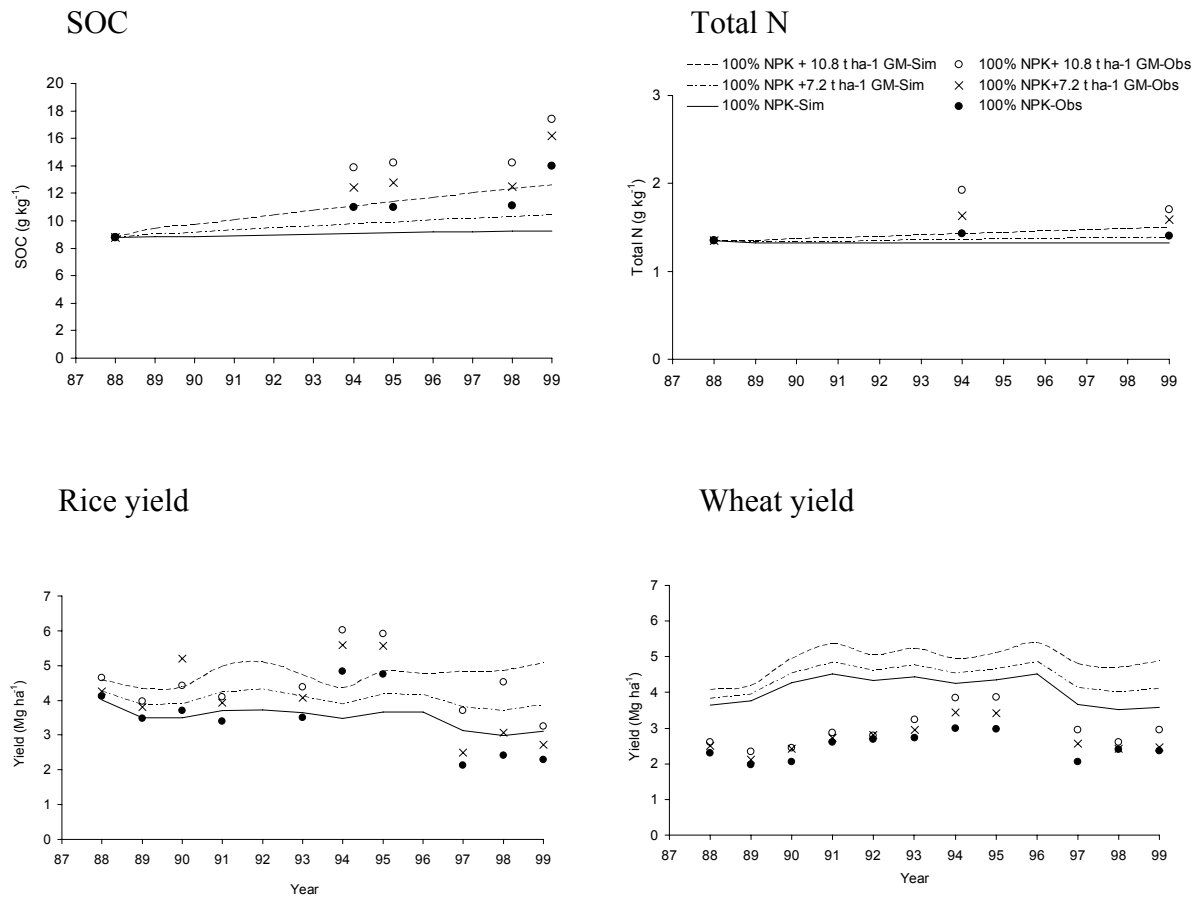 SOC
20
18
16
14
12
10
8
6
4
2
0
SOC (g kg-1)
87 88 89 90 91 92 93 94 95 96 97 98 99
Total N
100% NPK + 10.8 t ha-1 GM-Sim
100% NPK +7.2 t ha-1 GM-Sim
100% NPK-Sim
100% NPK+ 10.8 t ha-1 GM-Obs
100% NPK+7.2 t ha-1 GM-Obs
100% NPK-Obs
3
2
1
0
Total N (g kg-1)
87 88 89 90 91 92 93 94 95 96 97 98 99
Rice yield
7
6
5
4
3
2
1
0
Yield (Mg ha-1)
87 88 89 90 91 92 93 94 95 96 97 98 99
Year
Wheat yield
7
6
5
4
3
2
1
0
Yield (Mg ha-1)
87 88 89 90 91 92 93 94 95 96 97 98 99
Year